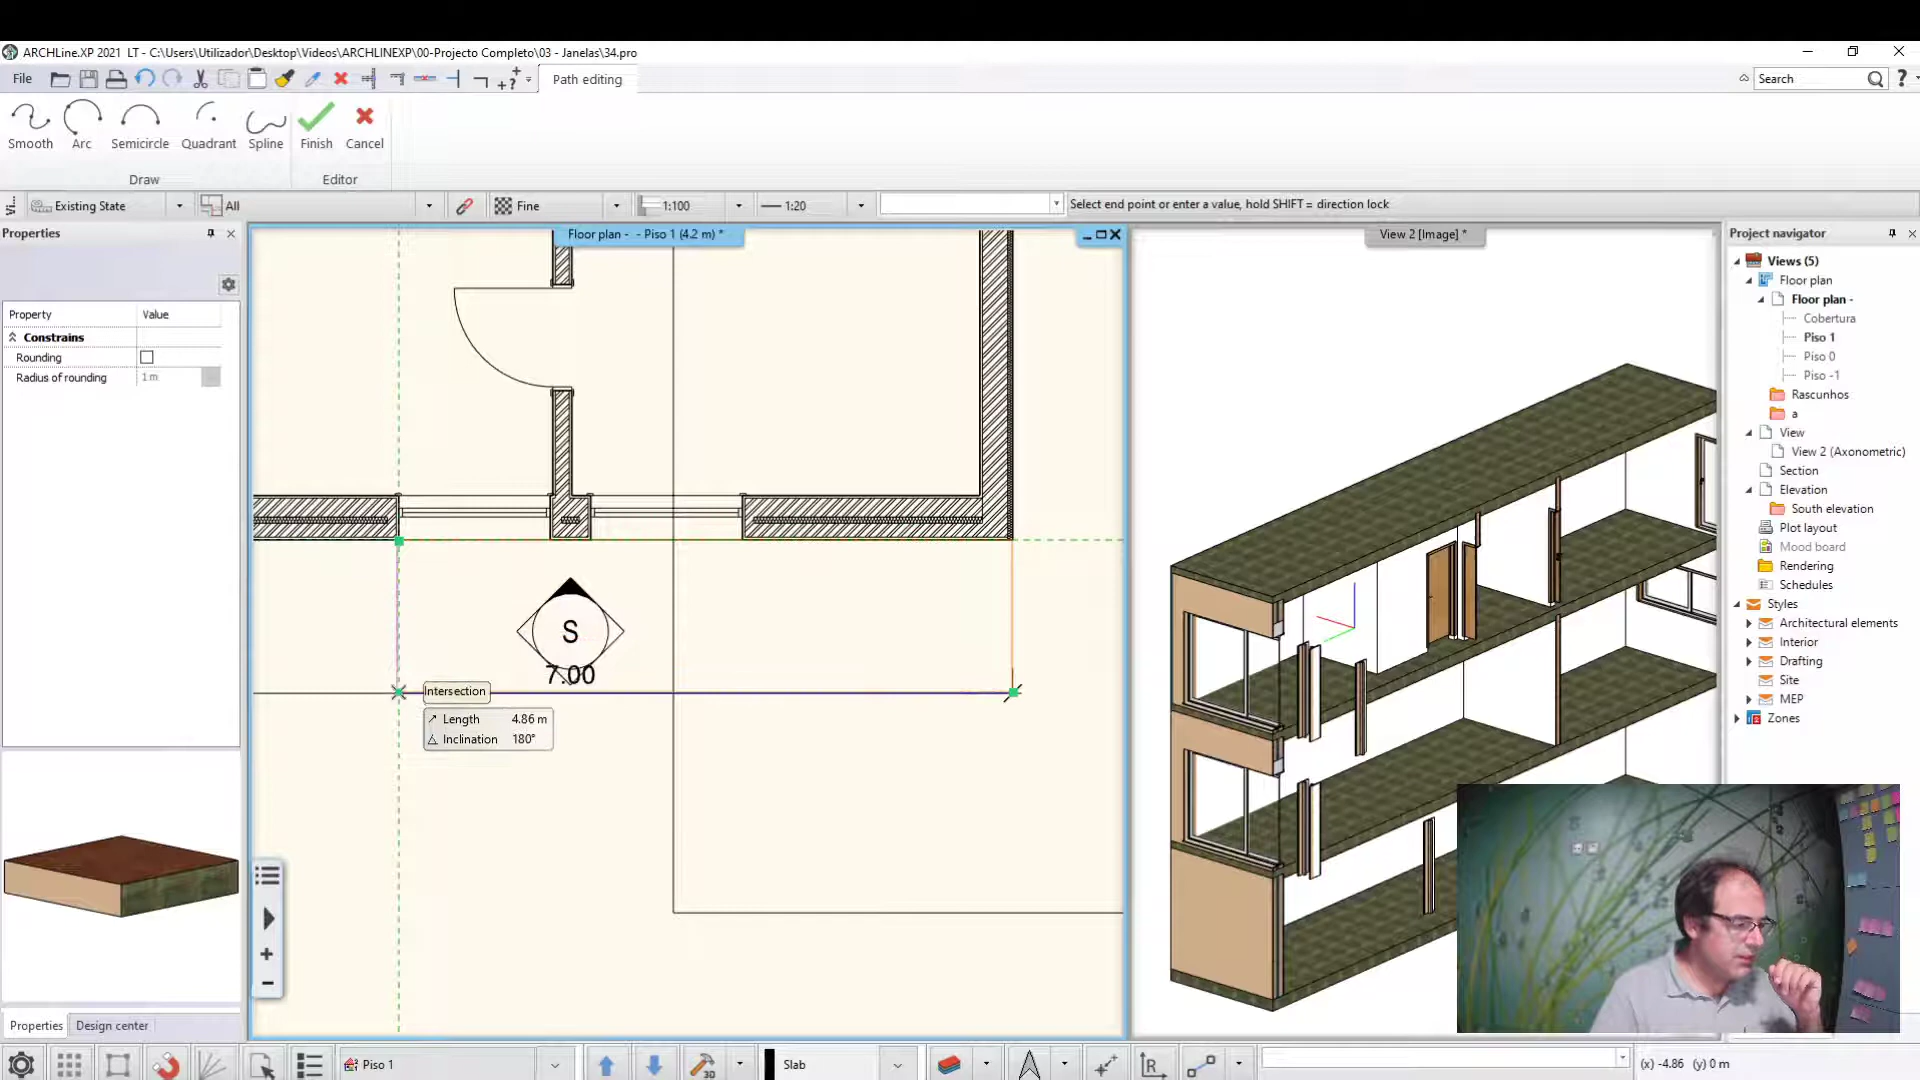 ARCHLine.XP 2021 LT - C:\Users\Utilizador\Desktop\Videos\ARCHLINEXP\00-Projecto Completo\03 - Janelas\34.pro
File
Path editing
Search
?
Smooth
Arc
Semicircle
Quadrant
Spline
Finish
Cancel
Draw
Editor
Existing State
All
Fine
1:100
1:20
Select end point or enter a value, hold SHIFT = direction lock
Properties
Floor plan - - Piso 1 (4.2 m) *
View 2 [Image] *
Project navigator
Property
Value
Constrains
Rounding
Radius of rounding
1 m
Views (5)
Floor plan
Floor plan -
Cobertura
Piso 1
Piso 0
Piso -1
Rascunhos
a
View
View 2 (Axonometric)
Section
Elevation
South elevation
Plot layout
Mood board
Rendering
Schedules
Styles
Architectural elements
Interior
Drafting
Site
MEP
Zones
S
7.00
Intersection
Length 4.86 m
Inclination 180°
Properties
Design center
Piso 1
3D
Slab
R
(x) -4.86 (y) 0 m